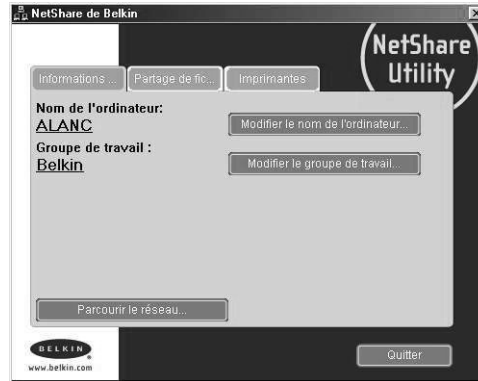 NetShare de Belkin
(NetShare
Utility)
Informations ...
Partage de fic...
Imprimantes
Nom de l'ordinateur:
ALANC
Modifier le nom de l'ordinateur...
Groupe de travail :
Belkin
Modifier le groupe de travail...
Parcourir le réseau...
BELKIN
www.belkin.com
Quitter